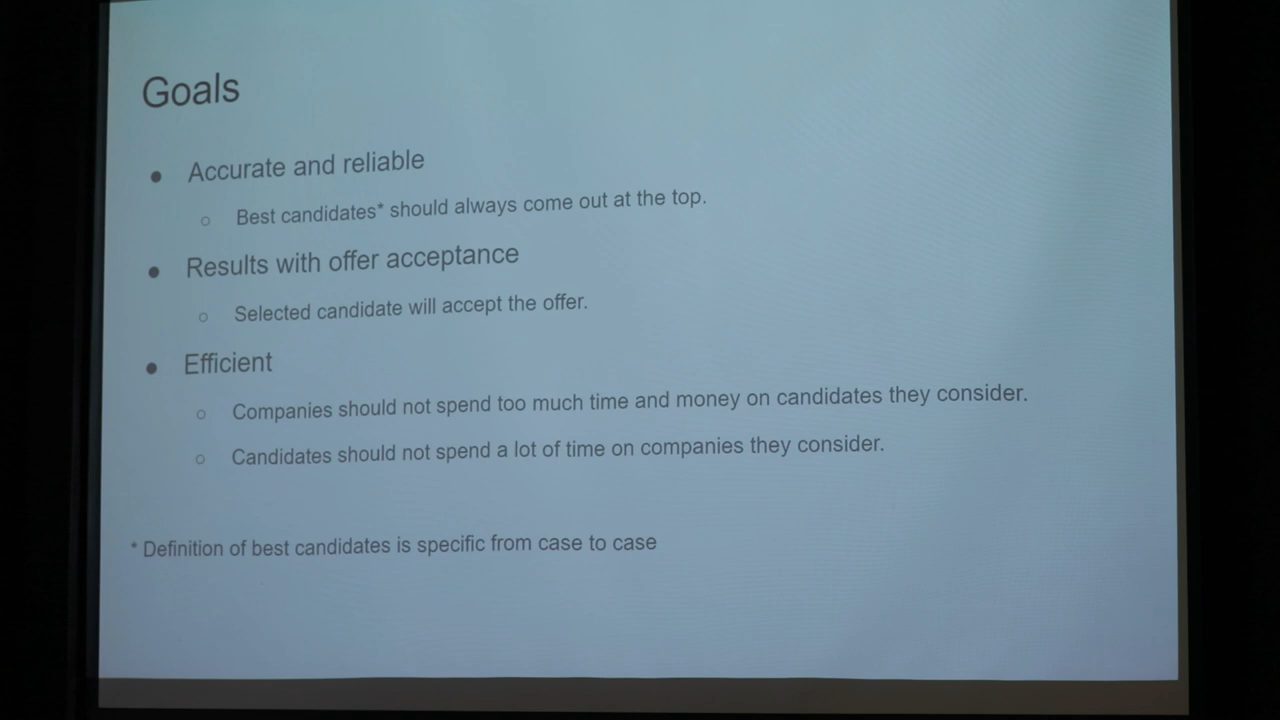 Goals
● Accurate and reliable
○ Best candidates* should always come out at the top.
● Results with offer acceptance
○ Selected candidate will accept the offer.
● Efficient
○ Companies should not spend too much time and money on candidates they consider.
○ Candidates should not spend a lot of time on companies they consider.
* Definition of best candidates is specific from case to case